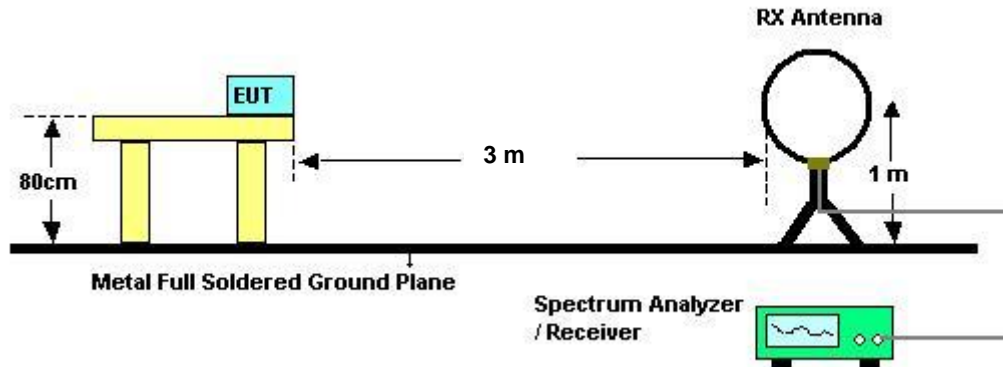 RX Antenna
EUT
3 m
80cm
1 m
Metal Full Soldered Ground Plane
Spectrum Analyzer
/ Receiver